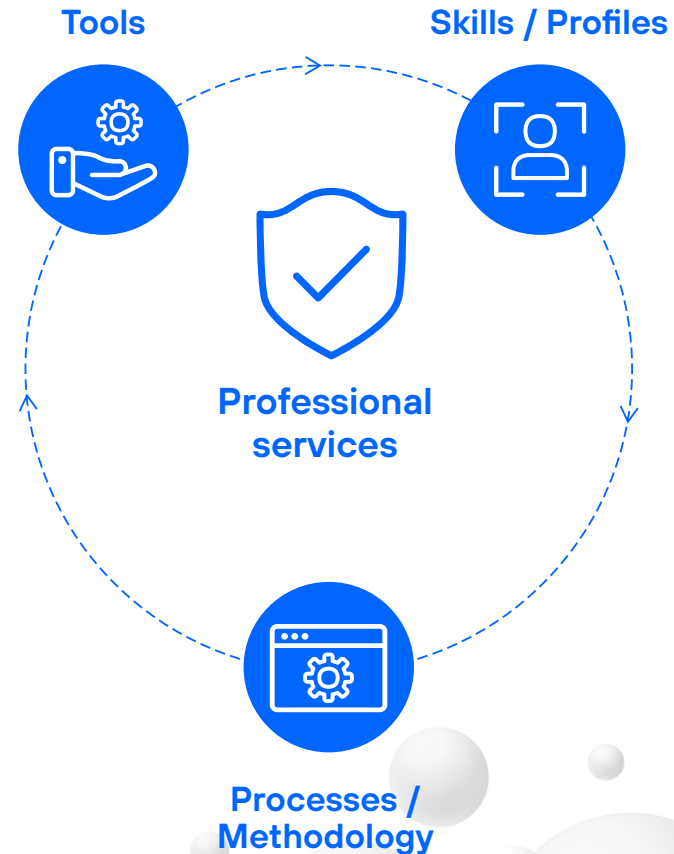 Tools
Skills / Profiles
Professional
services
Processes /
Methodology